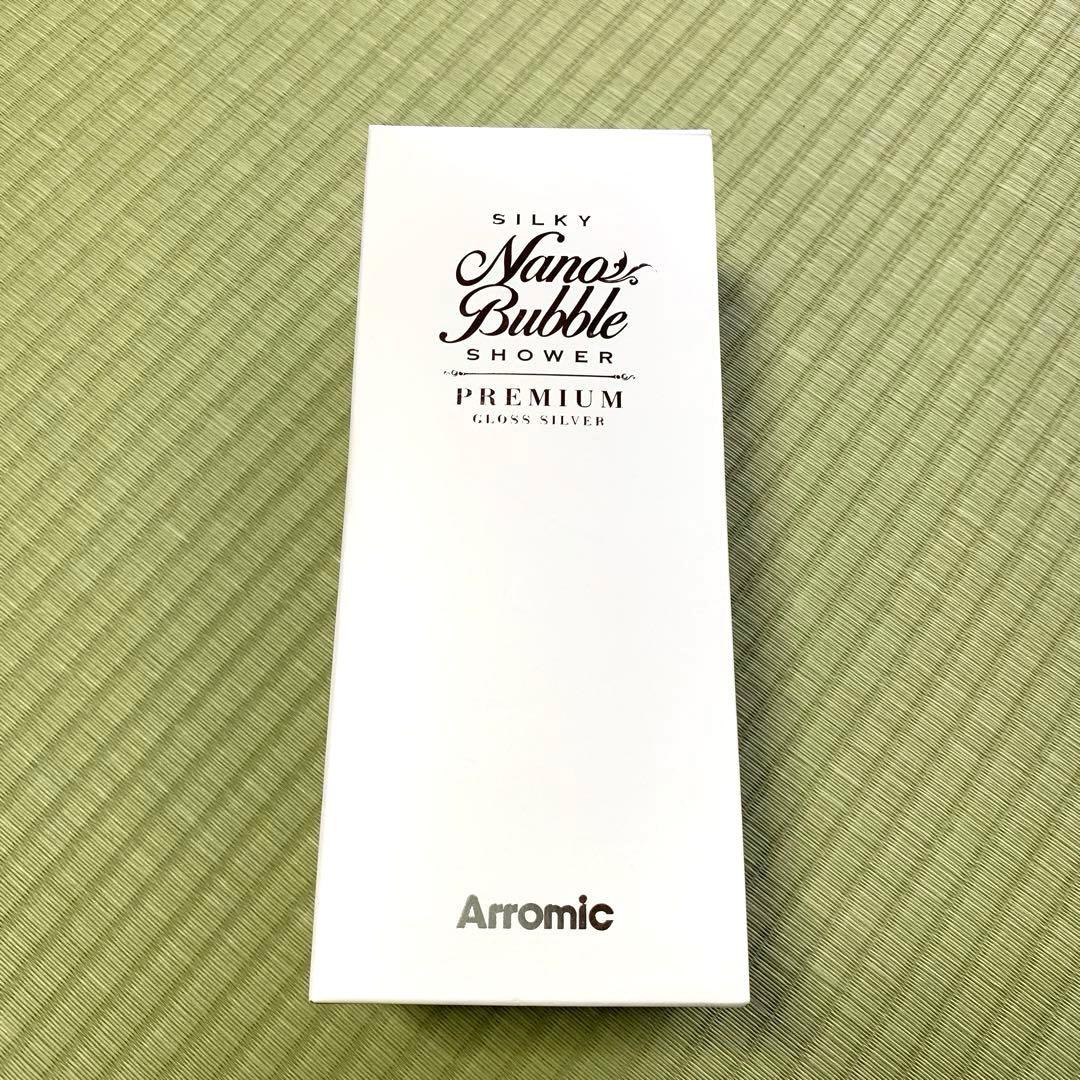 SILKY
Nano
Bubble
SHOWER
PREMIUM
GLOSS SILVER
Arromic